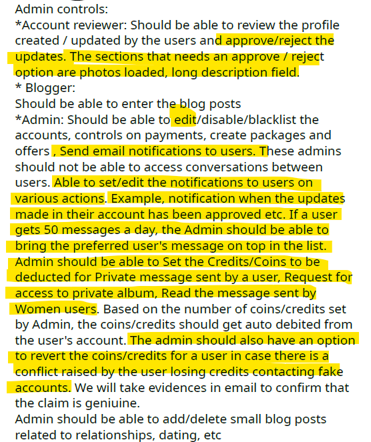 Admin controls:
*Account reviewer: Should be able to review the profile
created / updated by the users and approve/reject the
updates. The sections that needs an approve / reject
option are photos loaded, long description field.
* Blogger:
Should be able to enter the blog posts
*Admin: Should be able to edit/disable/blacklist the
accounts, controls on payments, create packages and
offers , Send email notifications to users. These admins
should not be able to access conversations between
users. Able to set/edit the notifications to users on
various actions. Example, notification when the updates
made in their account has been approved etc. If a user
gets 50 messages a day, the Admin should be able to
bring the preferred user's message on top in the list.
Admin should be able to Set the Credits/Coins to be
deducted for Private message sent by a user, Request for
access to private album, Read the message sent by
Women users. Based on the number of coins/credits set
by Admin, the coins/credits should get auto debited from
the user's account. The admin should also have an option
to revert the coins/credits for a user in case there is a
conflict raised by the user losing credits contacting fake
accounts. We will take evidences in email to confirm that
the claim is geniuine.
Admin should be able to add/delete small blog posts
related to relationships, dating, etc